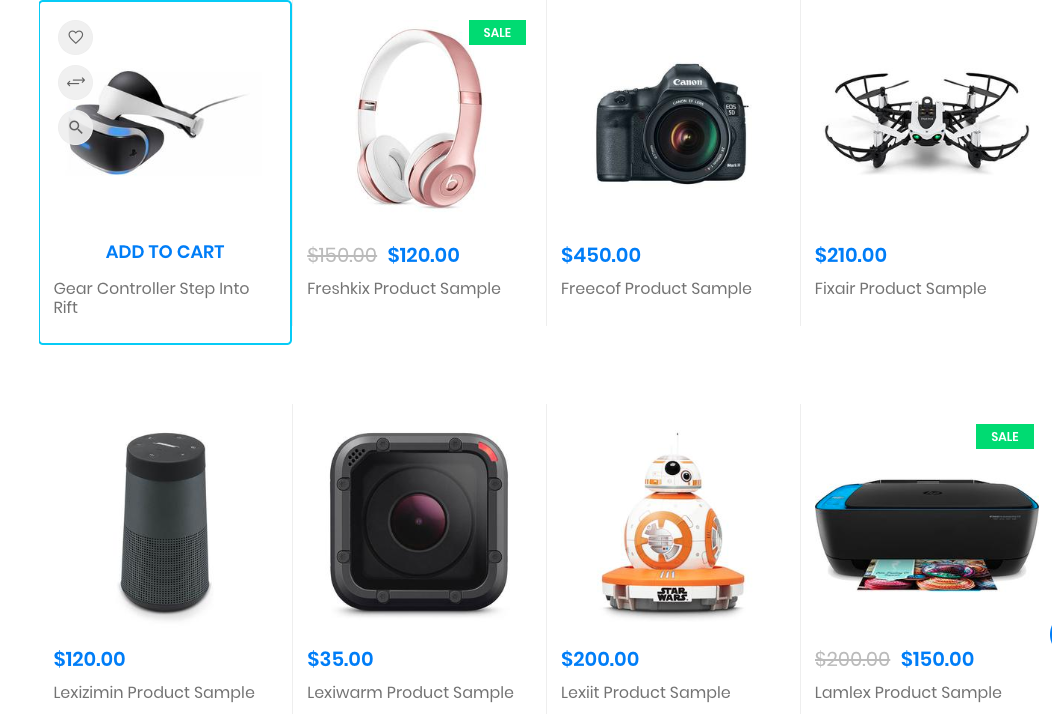 SALE
Canon
EOS
5D
ADD TO CART
$150.00 $120.00
$450.00
$210.00
Gear Controller Step Into
Rift
Freshkix Product Sample
Freecof Product Sample
Fixair Product Sample
SALE
STAR
WARS
$120.00
$35.00
$200.00
$200.00 $150.00
Lexizimin Product Sample
Lexiwarm Product Sample
Lexiit Product Sample
Lamlex Product Sample